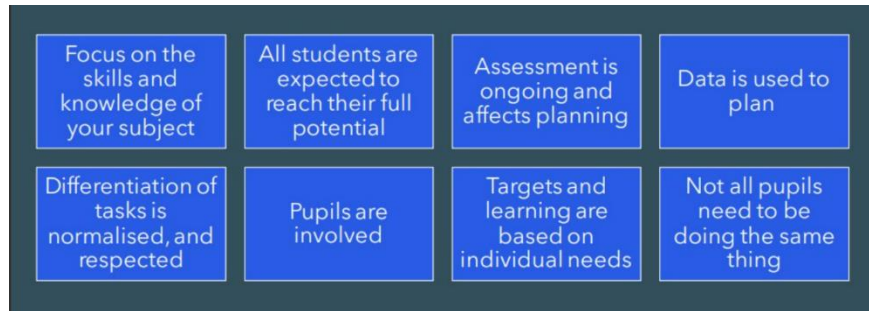 Focus on the
skills and
knowledge of
your subject
All students are
expected to
reach their full
potential
Assessment is
ongoing and
affects planning
Data is used to
plan
Differentiation of
tasks is
normalised, and
respected
Pupils are
involved
Targets and
learning are
based on
individual needs
Not all pupils
need to be
doing the same
thing